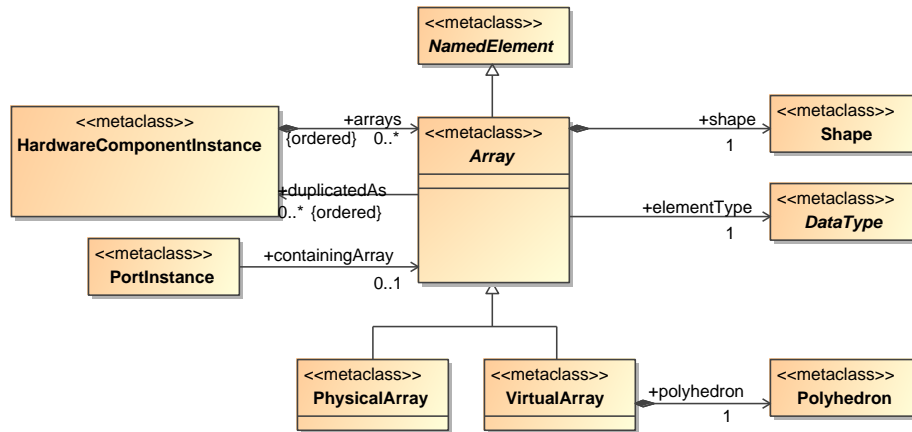 <<metaclass>>
NamedElement
<<metaclass>>
HardwareComponentInstance
+arrays
{ordered} 0..*
<<metaclass>>
Array
+shape
1
<<metaclass>>
Shape
+duplicatedAs
0..* {ordered}
+elementType
1
<<metaclass>>
DataType
<<metaclass>>
PortInstance
+containingArray
0..1
<<metaclass>>
PhysicalArray
<<metaclass>>
VirtualArray
+polyhedron
1
<<metaclass>>
Polyhedron